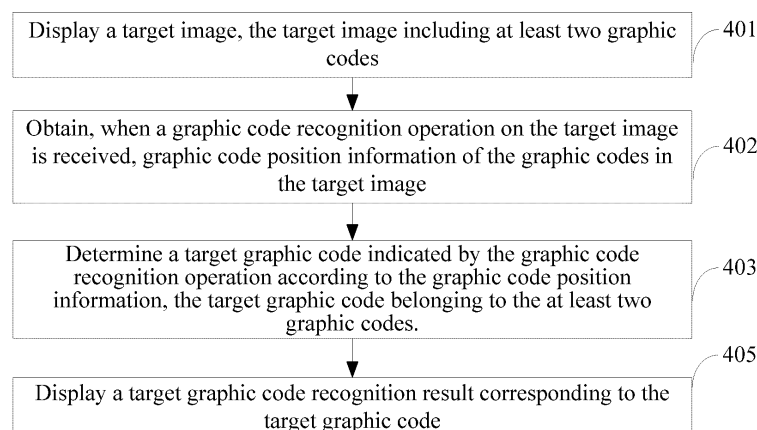 Display a target image, the target image including at least two graphic
codes
401
Obtain, when a graphic code recognition operation on the target image
is received, graphic code position information of the graphic codes in
the target image
402
Determine a target graphic code indicated by the graphic code
recognition operation according to the graphic code position
information, the target graphic code belonging to the at least two
graphic codes.
403
405
Display a target graphic code recognition result corresponding to the
target graphic code